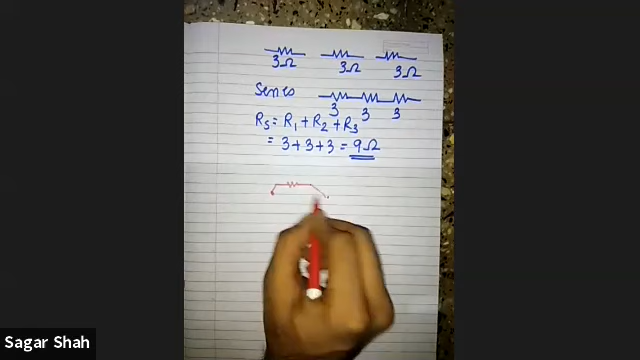 3Ω 3Ω 3Ω
Series
3 3 3
Rs = R1 + R2 + R3
= 3 + 3 + 3 = 9Ω
Sagar Shah